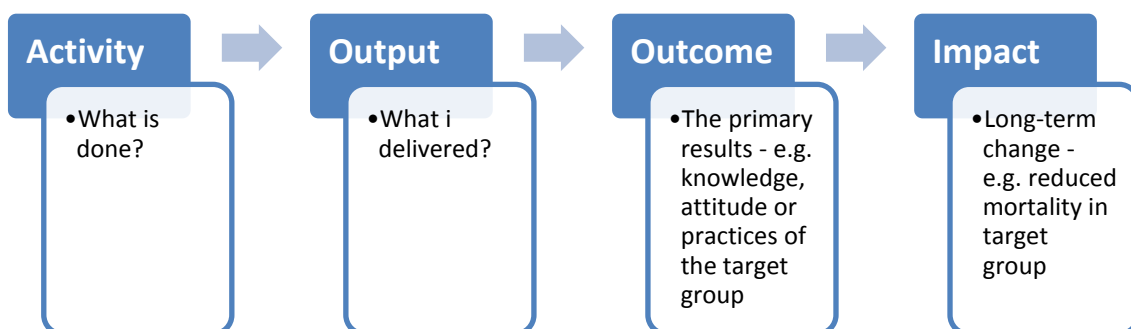 Activity
•What is
done?
Output
•What i
delivered?
Outcome
•The primary
results - e.g.
knowledge,
attitude or
practices of
the target
group
Impact
•Long-term
change -
e.g. reduced
mortality in
target
group